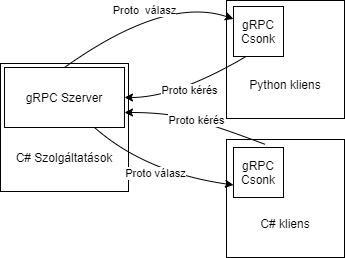 Proto válasz
gRPC
Csonk
Python kliens
Proto kérés
gRPC Szerver
C# Szolgáltatások
Proto kérés
Proto válasz
gRPC
Csonk
C# kliens